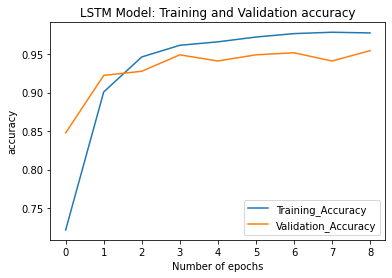 LSTM Model: Training and Validation accuracy
accuracy
0.95
0.90
0.85
0.80
0.75
0 1 2 3 4 5 6 7 8
Number of epochs
Training_Accuracy
Validation_Accuracy